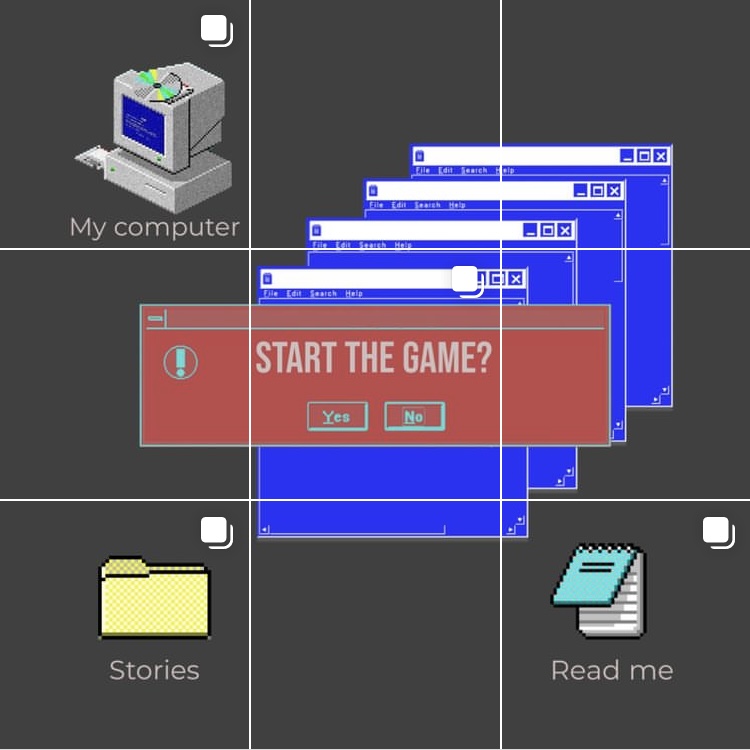 My computer
File Edit Search Help
File Edit Search Help
File Edit Search Help
File Edit Search Help
START THE GAME?
Yes No
Stories
Read me